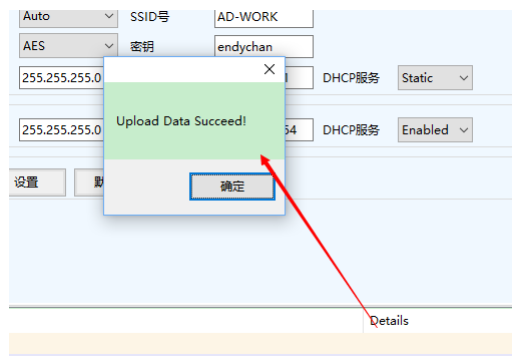 Auto SSID号 AD-WORK
AES 密钥 endychan
255.255.255.0 1 DHCP服务 Static
Upload Data Succeed!
255.255.255.0 54 DHCP服务 Enabled
设置 确定
Details